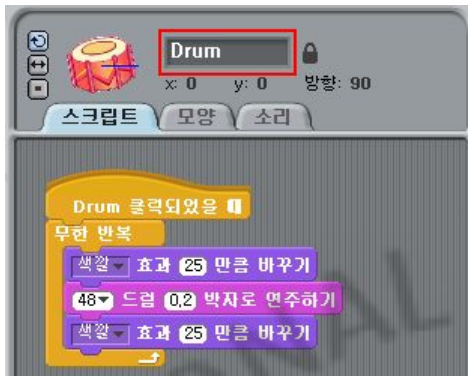 Drum
x: 0 y: 0 방향: 90
스크립트 모양 소리
Drum 클릭되었을
무한 반복
색깔 효과 25 만큼 바꾸기
48 드럼 0.2 박자로 연주하기
색깔 효과 25 만큼 바꾸기